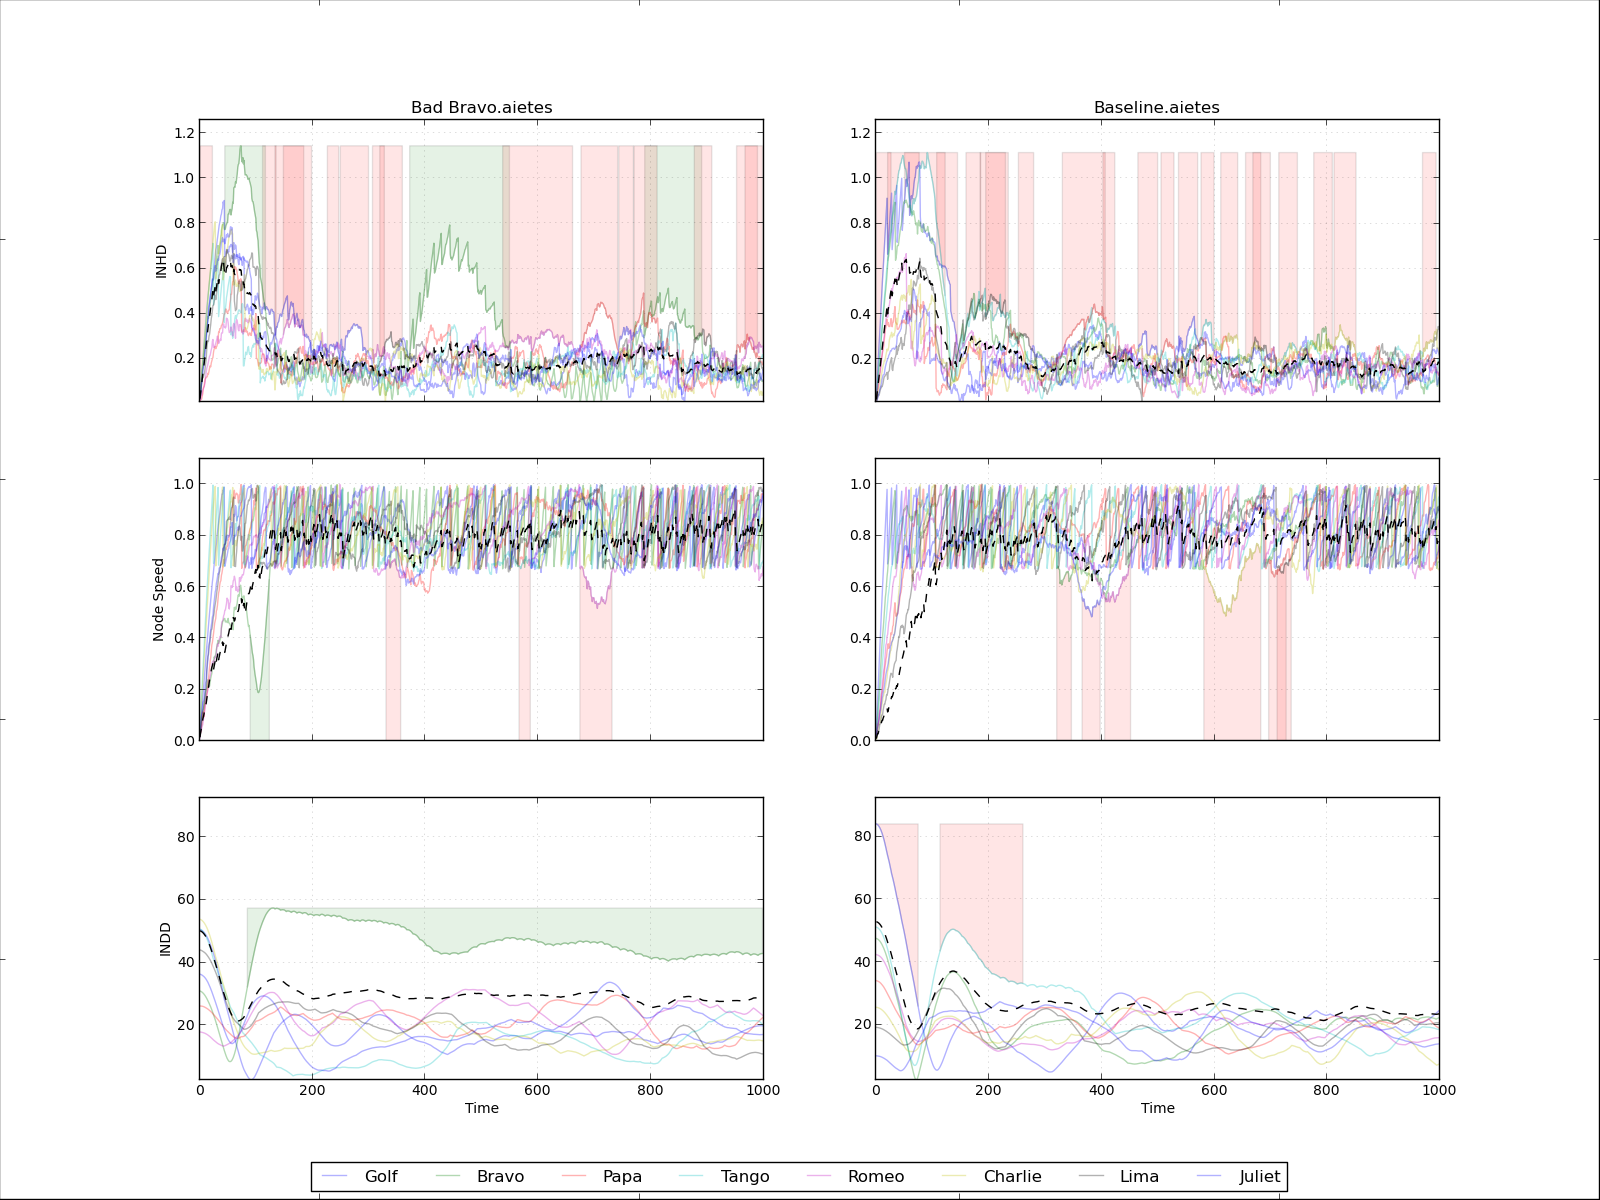 Bad Bravo.aietes Baseline.aietes
1.2 1.2
1.0 1.0
0.8 0.8
INHD
0.6 0.6
0.4 0.4
0.2 0.2
1.0 1.0
0.8 0.8
Node Speed
0.6 0.6
0.4 0.4
0.2 0.2
0.0 0.0
80 80
60 60
INDD
40 40
20 20
0 200 400 600 800 1000 0 200 400 600 800 1000
Time Time
Golf Bravo Papa Tango Romeo Charlie Lima Juliet